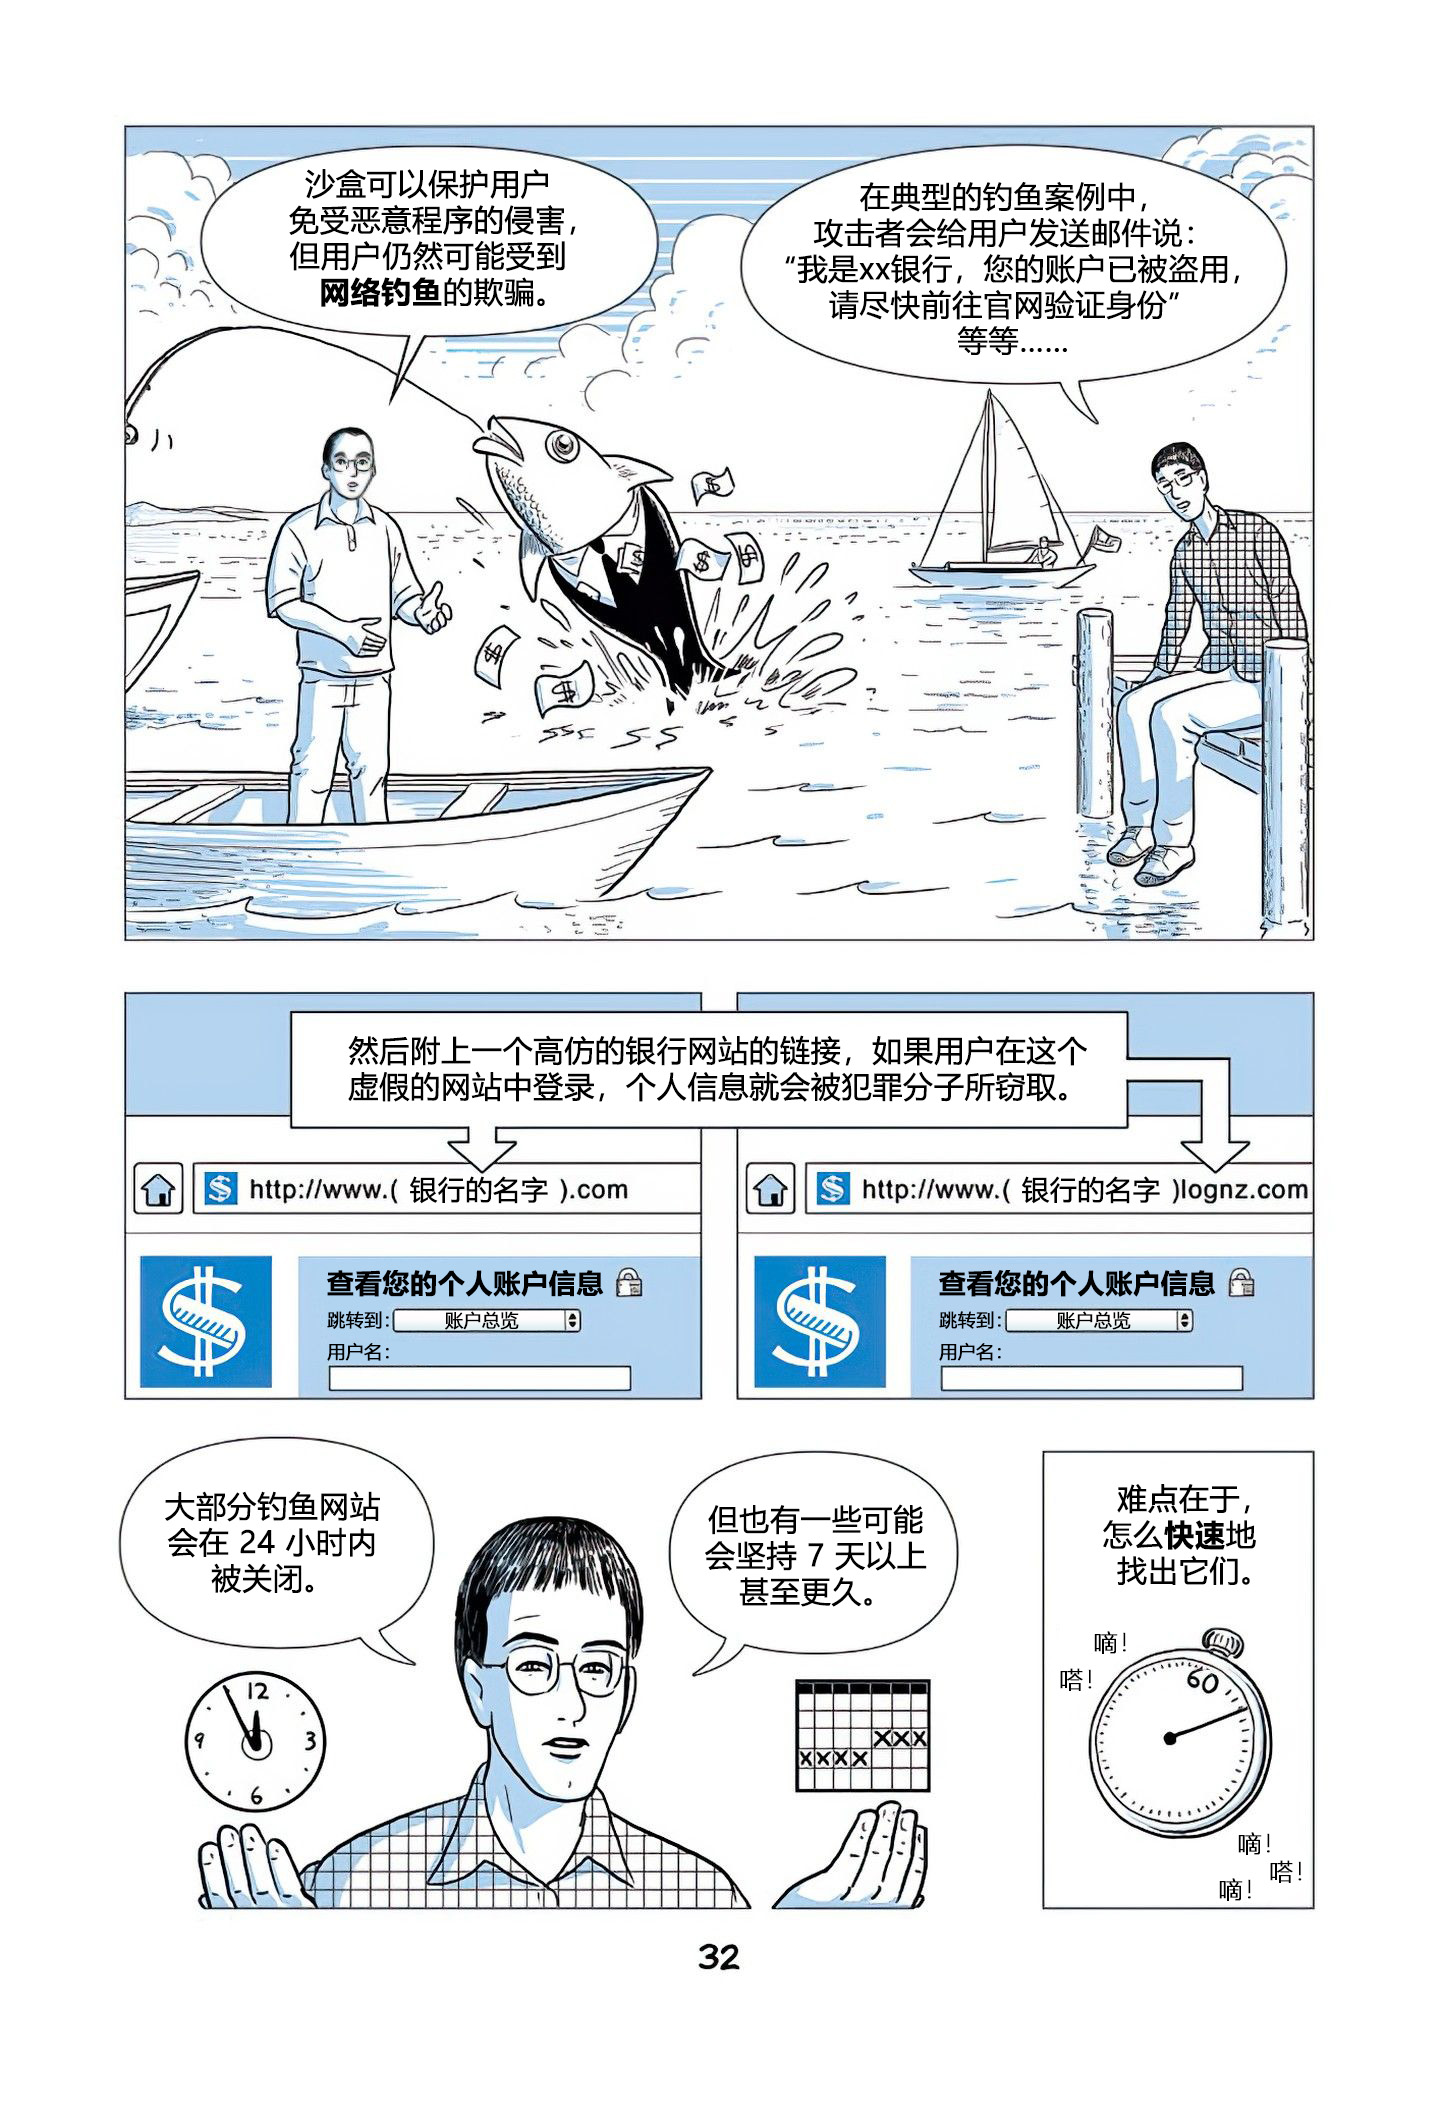 沙盒可以保护用户
免受恶意程序的侵害，
但用户仍然可能受到
网络钓鱼的欺骗。
在典型的钓鱼案例中，
攻击者会给用户发送邮件说：
“我是xx银行，您的账户已被盗用，
请尽快前往官网验证身份”
等等……
$
$
$
$
$
$
然后附上一个高仿的银行网站的链接，如果用户在这个
虚假的网站中登录，个人信息就会被犯罪分子所窃取。
$ http://www.( 银行的名字 ).com
$
查看您的个人账户信息
跳转到： 账户总览
用户名：
$ http://www.( 银行的名字 )lognz.com
$
查看您的个人账户信息
跳转到： 账户总览
用户名：
大部分钓鱼网站
会在 24 小时内
被关闭。
12
9 3
6
但也有一些可能
会坚持 7 天以上
甚至更久。
XXX
XXXX
难点在于，
怎么快速地
找出它们。
嘀！
嗒！
60
嘀！
嗒！
嘀！
32